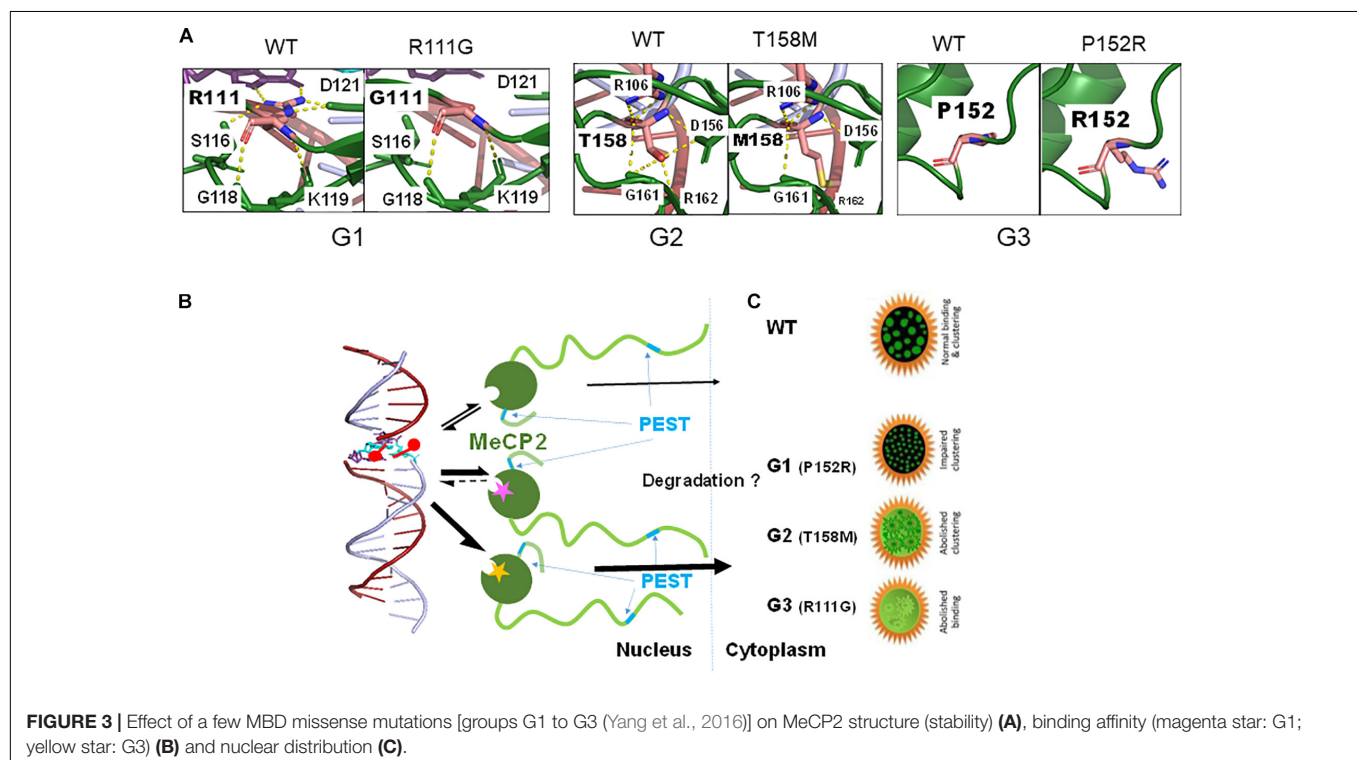 A
WT
R111G
WT
T158M
WT
P152R
R111
D121
S116
G118
K119
G111
D121
S116
G118
K119
R106
D156
T158
G161
R162
R106
D156
M158
G161
R162
P152
R152
G1
G2
G3
B
MeCP2
PEST
Degradation ?
PEST
Nucleus
Cytoplasm
C
WT
Normal binding
& clustering
G1 (P152R)
Impaired
clustering
G2 (T158M)
Abolished
clustering
G3 (R111G)
Abolished
binding
FIGURE 3 | Effect of a few MBD missense mutations [groups G1 to G3 (Yang et al., 2016)] on MeCP2 structure (stability) (A), binding affinity (magenta star: G1;
yellow star: G3) (B) and nuclear distribution (C).